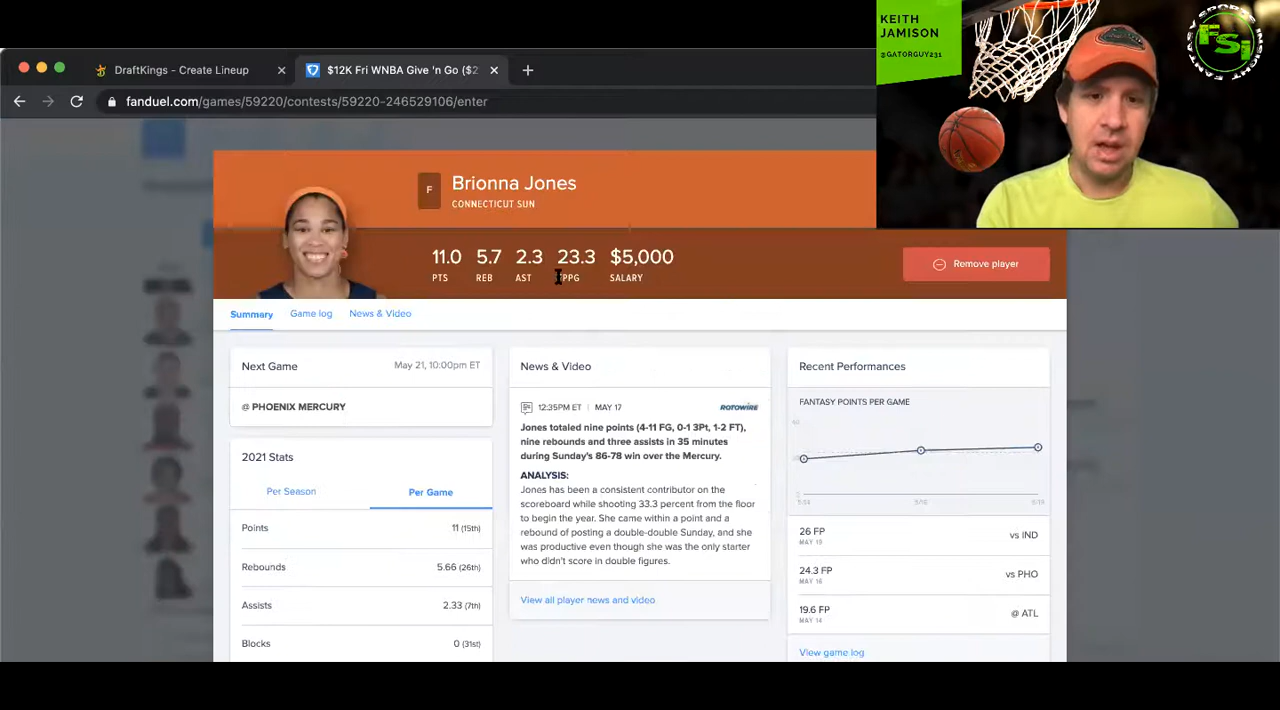 KEITH
JAMISON
@GATORGUY231
FSI
DraftKings - Create Lineup
$12K Fri WNBA Give 'n Go ($2
fanduel.com/games/59220/contests/59220-246529106/enter
F
Brionna Jones
CONNECTICUT SUN
11.0 5.7 2.3 23.3 $5,000
PTS REB AST FPPG SALARY
Remove player
Summary Game log News & Video
Next Game May 21, 10:00pm ET
@ PHOENIX MERCURY
2021 Stats
Per Season Per Game
Points 11 (15th)
Rebounds 5.66 (26th)
Assists 2.33 (7th)
Blocks 0 (31st)
News & Video
12:35PM ET | MAY 17 ROTOWIRE
Jones totaled nine points (4-11 FG, 0-1 3Pt, 1-2 FT),
nine rebounds and three assists in 35 minutes
during Sunday's 86-78 win over the Mercury.
ANALYSIS:
Jones has been a consistent contributor on the
scoreboard while shooting 33.3 percent from the floor
to begin the year. She came within a point and a
rebound of posting a double-double Sunday, and she
was productive even though she was the only starter
who didn't score in double figures.
View all player news and video
Recent Performances
FANTASY POINTS PER GAME
26 FP vs IND
24.3 FP vs PHO
MAY 16
19.6 FP @ ATL
MAY 14
View game log